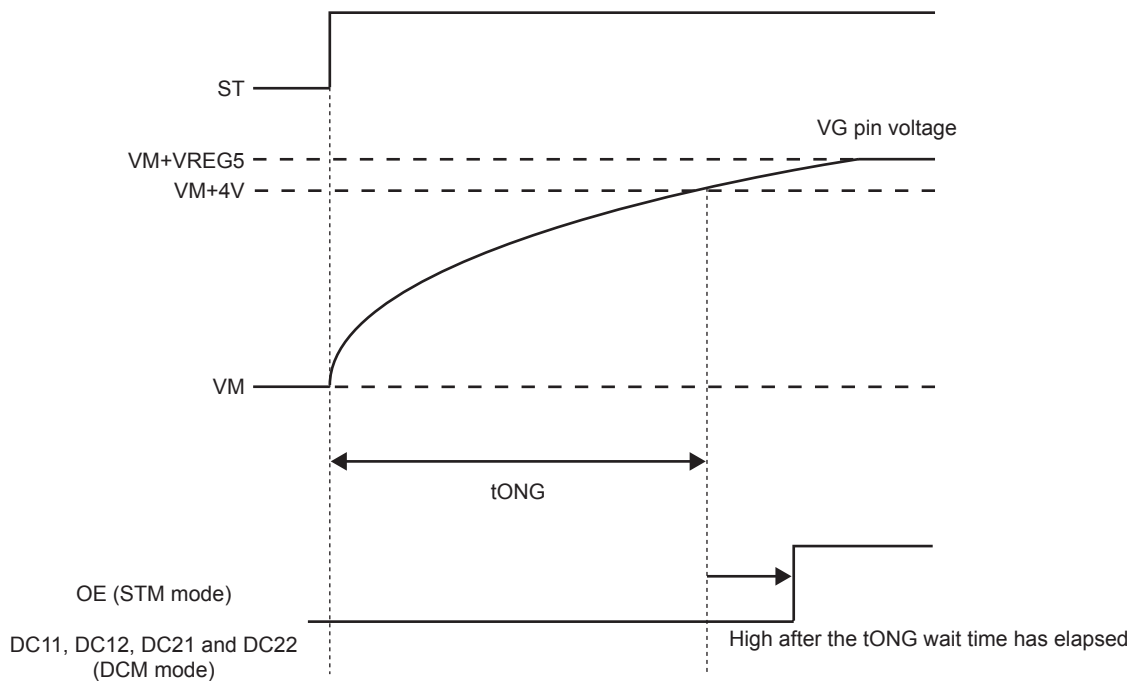 ST
VG pin voltage
VM+VREG5
VM+4V
VM
tONG
OE (STM mode)
DC11, DC12, DC21 and DC22
(DCM mode)
High after the tONG wait time has elapsed